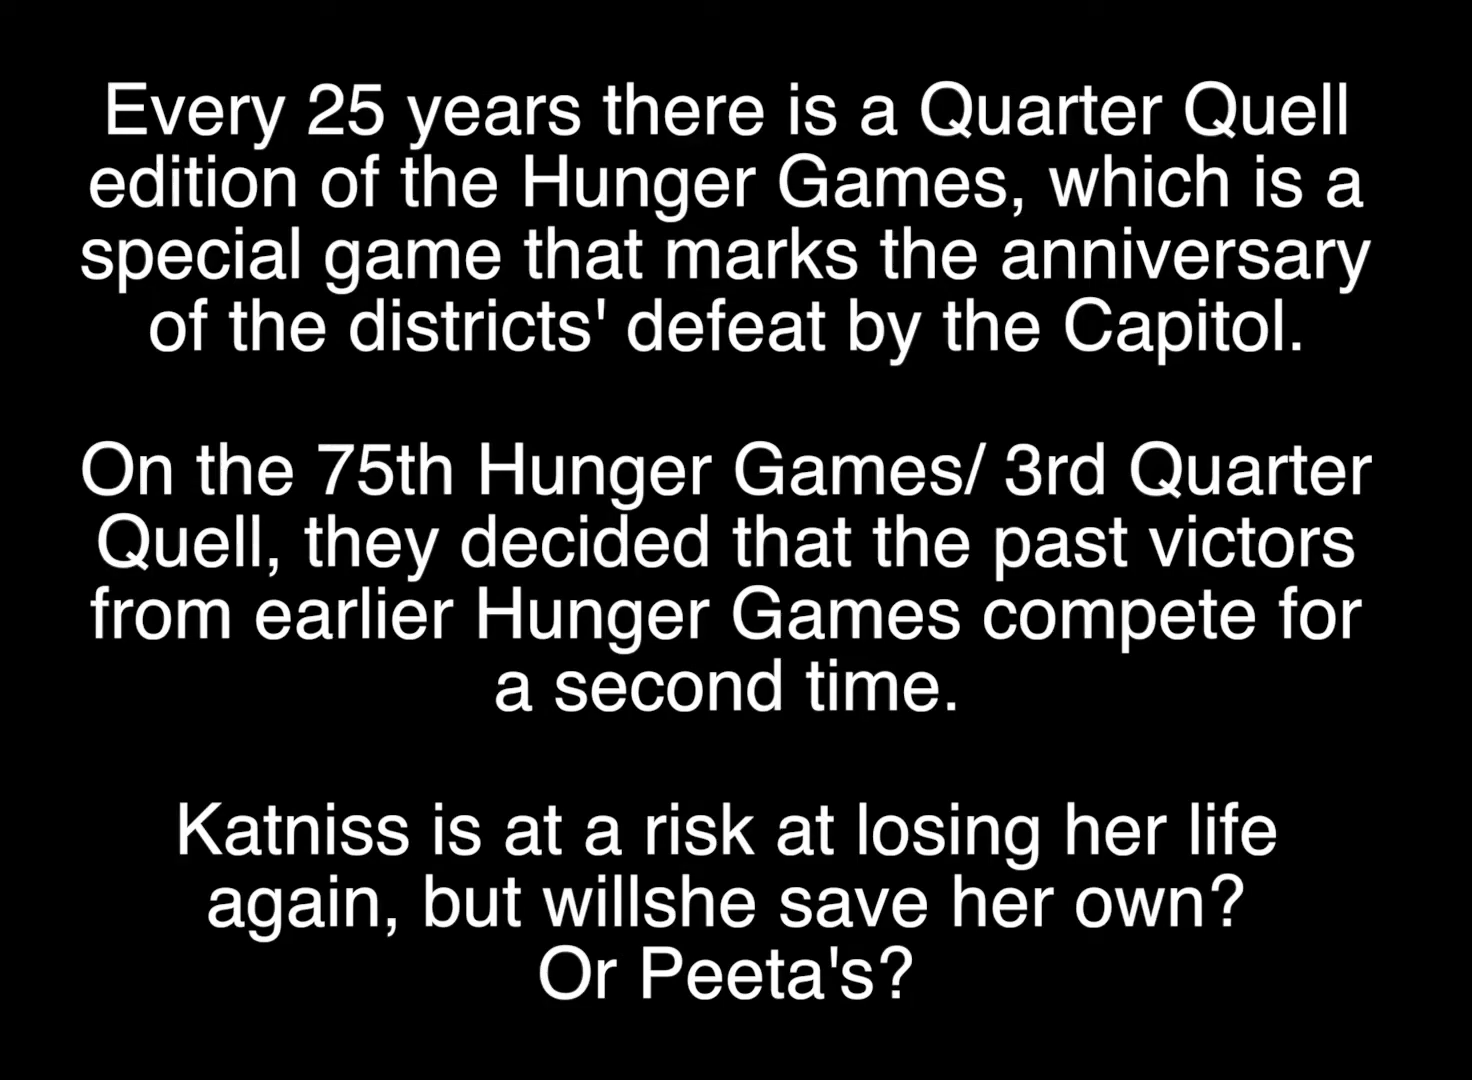 Every 25 years there is a Quarter Quell
edition of the Hunger Games, which is a
special game that marks the anniversary
of the districts' defeat by the Capitol.
On the 75th Hunger Games/ 3rd Quarter
Quell, they decided that the past victors
from earlier Hunger Games compete for
a second time.
Katniss is at a risk at losing her life
again, but willshe save her own?
Or Peeta's?